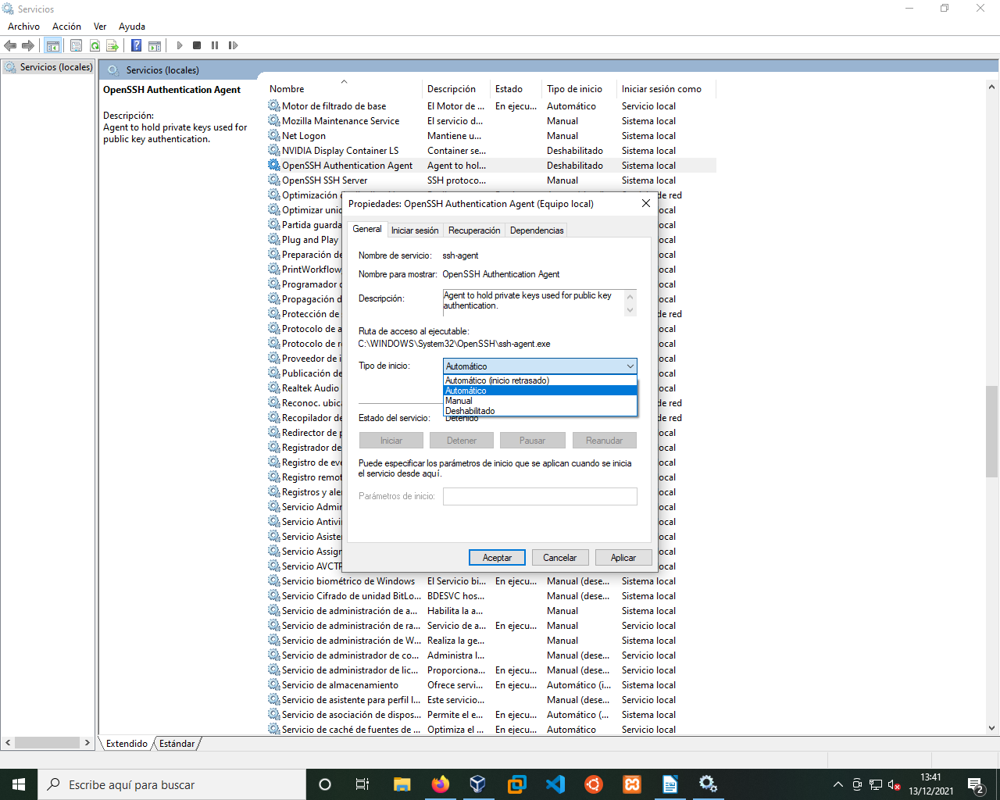 Servicios
Archivo Acción Ver Ayuda
Servicios (locales)
Servicios (locales)
OpenSSH Authentication Agent
Descripción:
Agent to hold private keys used for
public key authentication.
Nombre Descripción Estado Tipo de inicio Iniciar sesión como
Motor de filtrado de base El Motor de ... En ejecu... Automático Servicio local
Mozilla Maintenance Service El servicio d... Manual Sistema local
Net Logon Mantiene u... Manual Sistema local
NVIDIA Display Container LS Container se... Deshabilitado Sistema local
OpenSSH Authentication Agent Agent to hol... Deshabilitado Sistema local
OpenSSH SSH Server SSH protoco... Manual Sistema local
Optimización de red
Optimizar unid ocal
Partida guarda ocal
Plug and Play ocal
Preparación de ocal
PrintWorkflow ocal
Programador ocal
Propagación d ocal
Protección de de red
Protocolo de a ocal
Protocolo de r ocal
Proveedor de i ocal
Publicación de ocal
Realtek Audio ocal
Reconoc. ubic de red
Recopilador de de red
Redirector de p ocal
Registrador de ocal
Registro de eve ocal
Registro remot ocal
Registros y aler ocal
Servicio Admin ocal
Servicio Antivir ocal
Servicio Asiste ocal
Servicio Assign ocal
Servicio AVCTP ocal
Servicio biométrico de Windows El Servicio bi... En ejecu... Manual (dese... Sistema local
Servicio Cifrado de unidad BitLo... BDESVC hos... Manual (dese... Sistema local
Servicio de administración de a... Habilita la a... Manual Sistema local
Servicio de administración de ra... Servicio de a... En ejecu... Manual Servicio local
Servicio de administración de W... Realiza la ge... Manual Sistema local
Servicio de administrador de co... Administra l... Manual (dese... Servicio local
Servicio de administrador de lic... Proporciona... En ejecu... Manual (dese... Servicio local
Servicio de almacenamiento Ofrece servi... En ejecu... Automático (i... Sistema local
Servicio de asistente para perfil l... Este servicio... Manual (dese... Servicio local
Servicio de asociación de dispos... Permite el e... En ejecu... Automático (... Sistema local
Servicio de caché de fuentes de ... Optimiza el ... En ejecu... Automático Servicio local
Propiedades: OpenSSH Authentication Agent (Equipo local)
General Iniciar sesión Recuperación Dependencias
Nombre de servicio: ssh-agent
Nombre para mostrar: OpenSSH Authentication Agent
Descripción: Agent to hold private keys used for public key
authentication.
Ruta de acceso al ejecutable:
C:\WINDOWS\System32\OpenSSH\ssh-agent.exe
Tipo de inicio: Automático
Automático (inicio retrasado)
Automático
Manual
Deshabilitado
Estado del servicio: Detenido
Iniciar Detener Pausar Reanudar
Puede especificar los parámetros de inicio que se aplican cuando se inicia
el servicio desde aquí.
Parámetros de inicio:
Aceptar Cancelar Aplicar
Extendido Estándar
Escribe aquí para buscar
13:41
13/12/2021
2